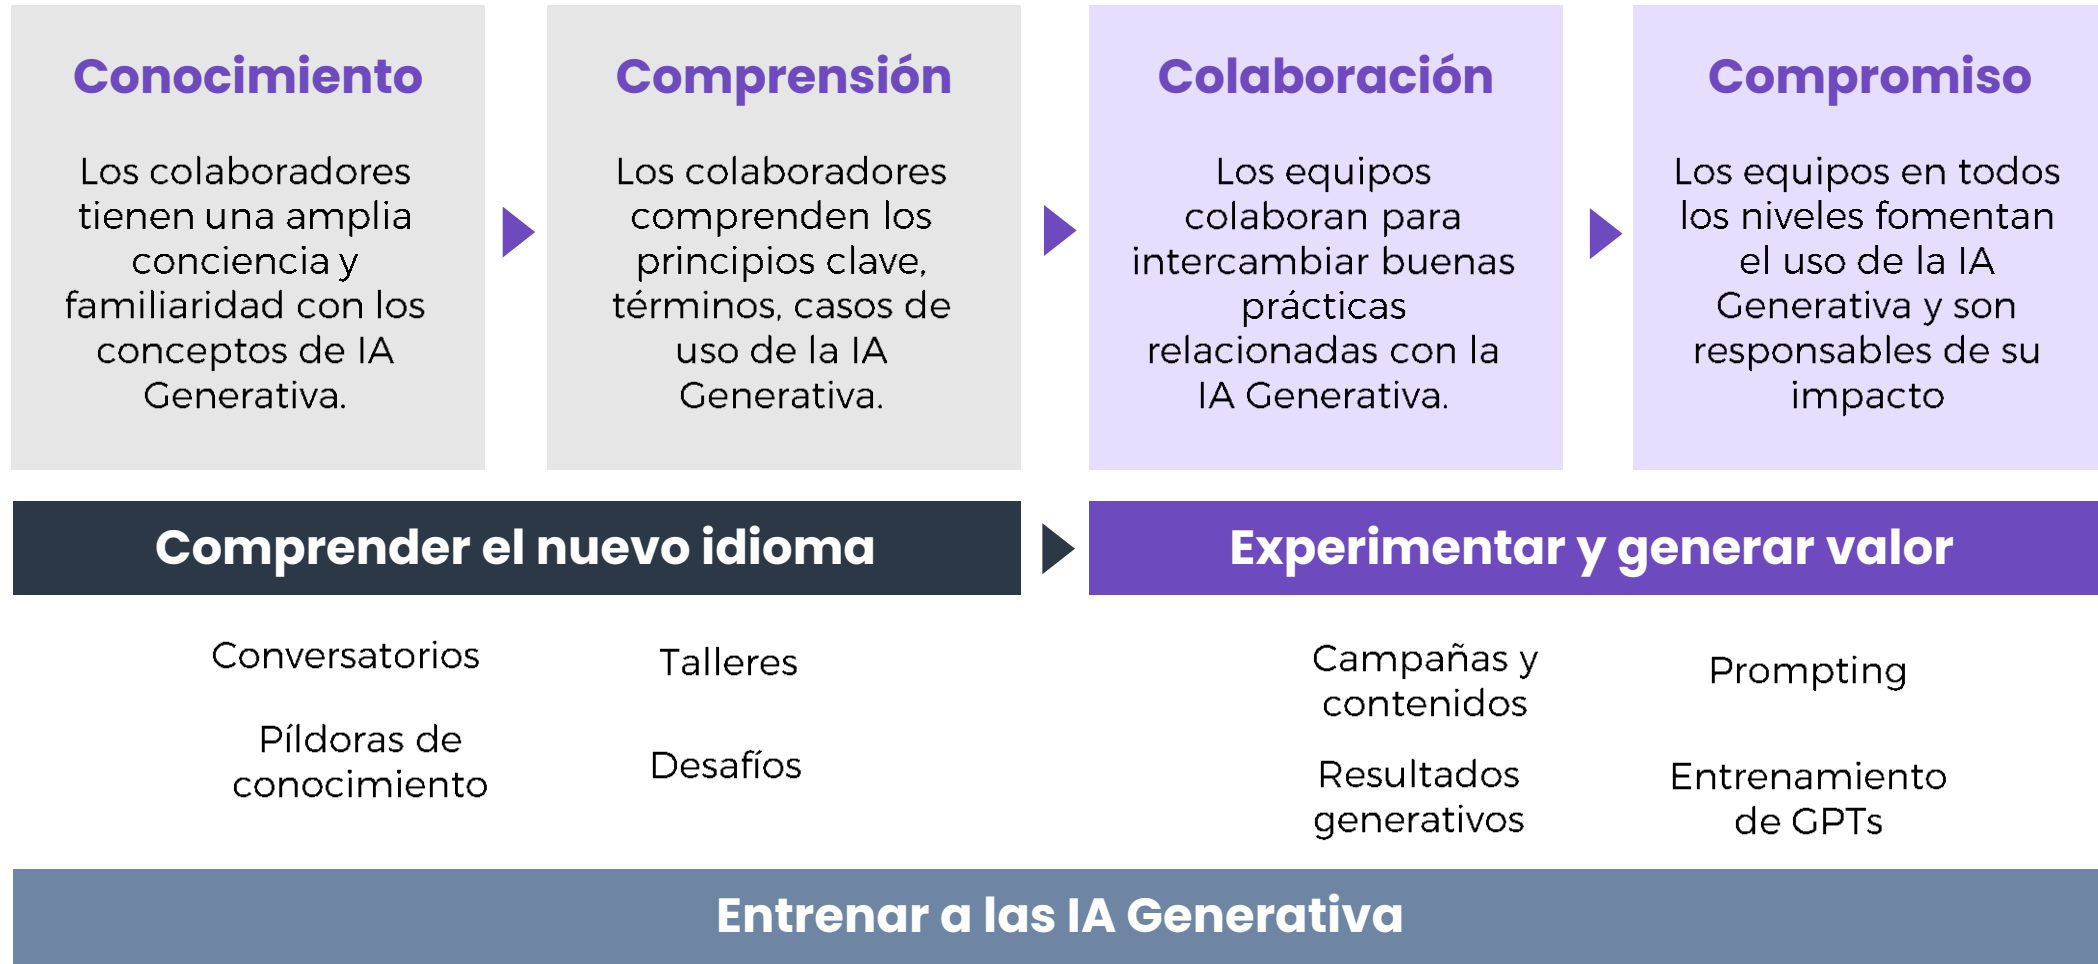 Conocimiento
Los colaboradores
tienen una amplia
conciencia y
familiaridad con los
conceptos de IA
Generativa.
Comprensión
Los colaboradores
comprenden los
principios clave,
términos, casos de
uso de la IA
Generativa.
Colaboración
Los equipos
colaboran para
intercambiar buenas
prácticas
relacionadas con la
IA Generativa.
Compromiso
Los equipos en todos
los niveles fomentan
el uso de la IA
Generativa y son
responsables de su
impacto
Comprender el nuevo idioma
Experimentar y generar valor
Conversatorios
Talleres
Píldoras de
conocimiento
Desafíos
Campañas y
contenidos
Prompting
Resultados
generativos
Entrenamiento
de GPTs
Entrenar a las IA Generativa